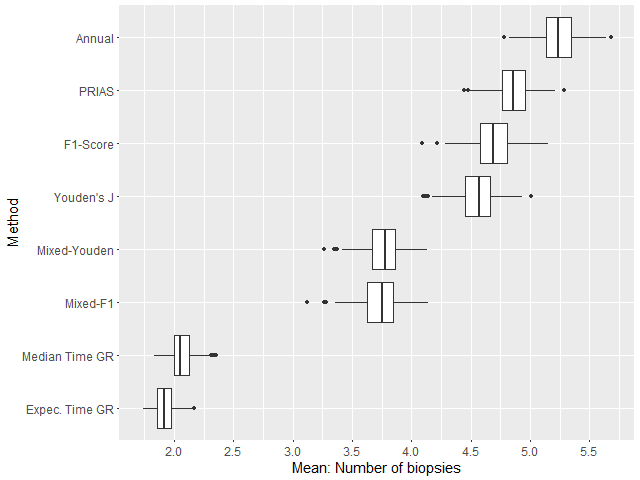 Annual
PRIAS
F1-Score
Youden's J
Mixed-Youden
Mixed-F1
Median Time GR
Expec. Time GR
Method
2.0 2.5 3.0 3.5 4.0 4.5 5.0 5.5
Mean: Number of biopsies